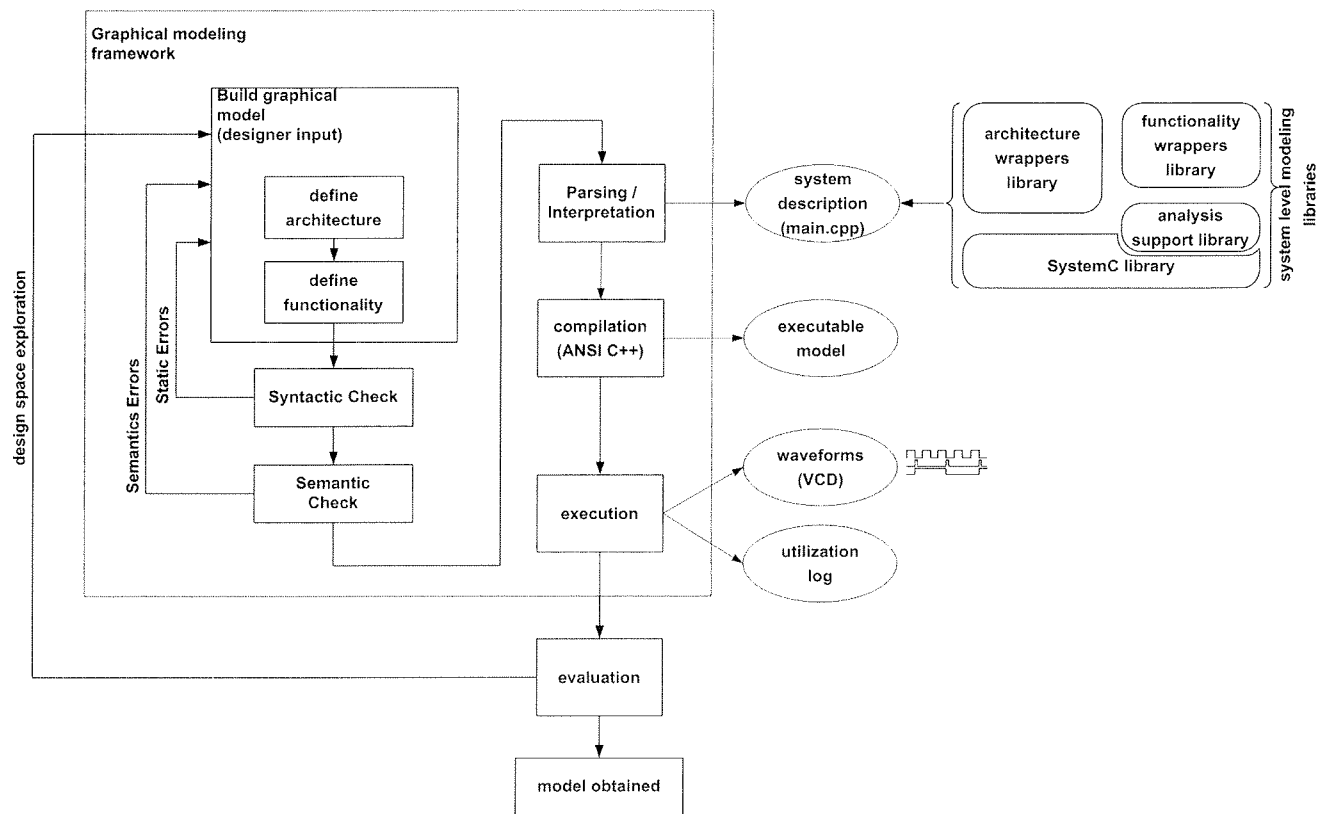 Graphical modeling
framework
Build graphical
model
(designer input)
define
architecture
define
functionality
Syntactic Check
Semantic
Check
Static Errors
Semantics Errors
design space exploration
Parsing /
Interpretation
compilation
(ANSI C++)
execution
evaluation
model obtained
system
description
(main.cpp)
executable
model
waveforms
(VCD)
utilization
log
architecture
wrappers
library
functionality
wrappers
library
analysis
support library
SystemC library
system level modeling
libraries